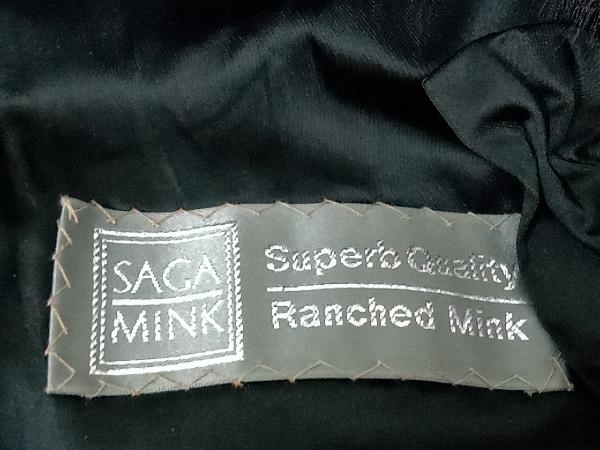 SAGA
MINK
Superb Quality
Ranched Mink